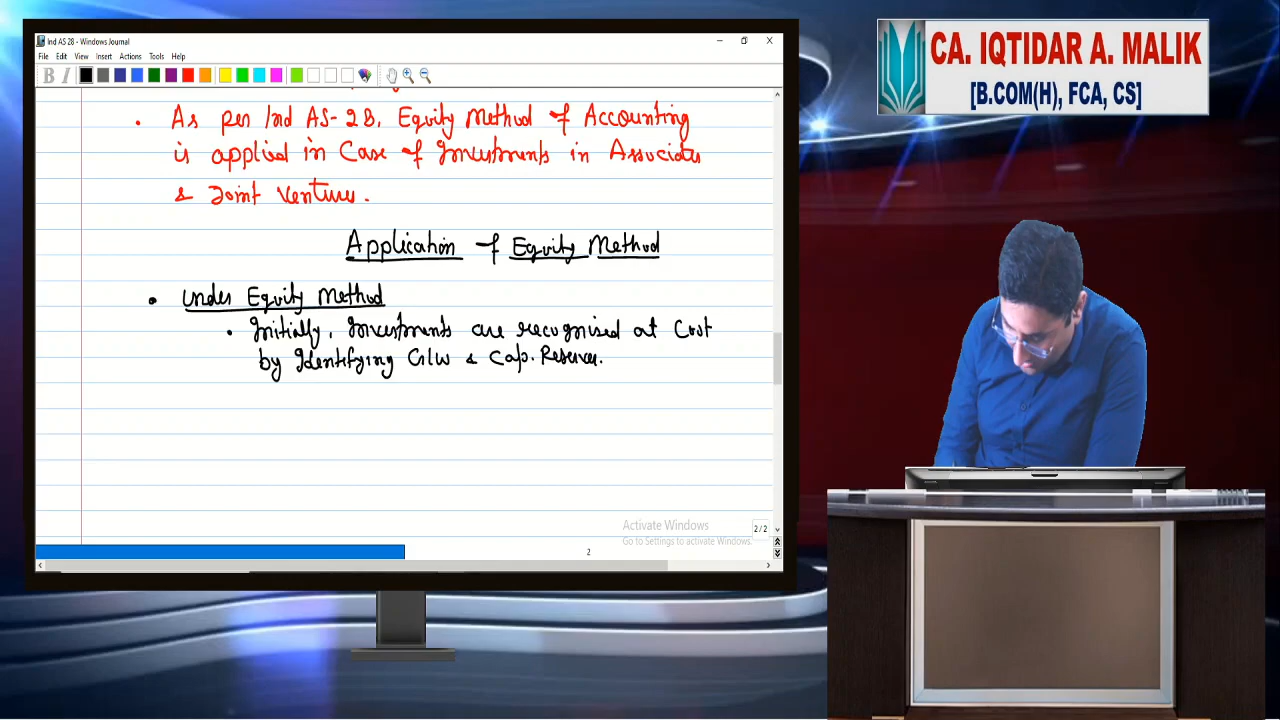 Ind AS 28 - Windows Journal
File Edit View Insert Actions Tools Help
B I
• As per Ind AS-28, Equity Method of Accounting
is applied in Case of Investments in Associates
& Joint Venture.
Application of Equity Method
• Under Equity Method
• Initially, Investments are recognised at Cost
by Identifying G/W & Cap. Reserve.
Activate Windows
Go to Settings to activate Windows.
2 / 2
2
CA. IQTIDAR A. MALIK
[B.COM(H), FCA, CS]